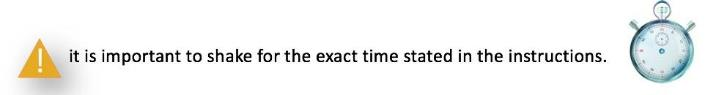 it is important to shake for the exact time stated in the instructions.